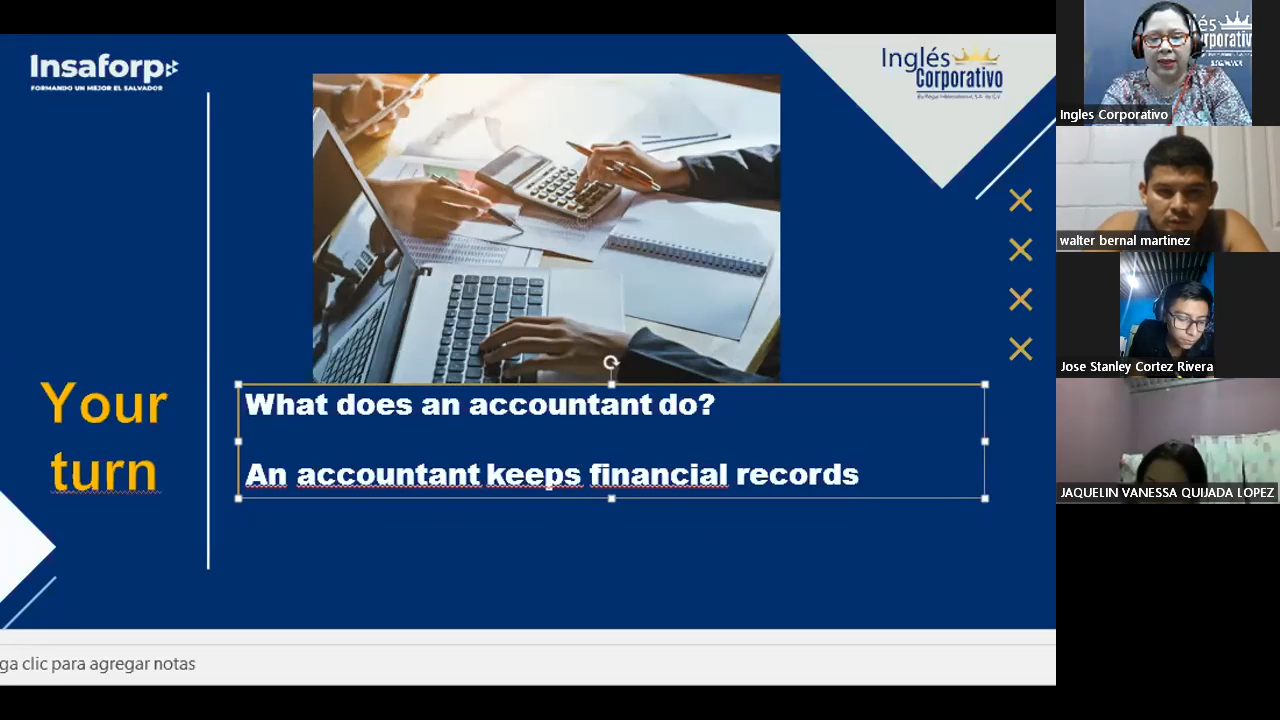 Insaforp
FORMANDO UN MEJOR EL SALVADOR
Inglés
Corporativo
Your
turn
What does an accountant do?
An accountant keeps financial records
ga clic para agregar notas
Ingles Corporativo
walter bernal martinez
Jose Stanley Cortez Rivera
JAQUELIN VANESSA QUIJADA LOPEZ